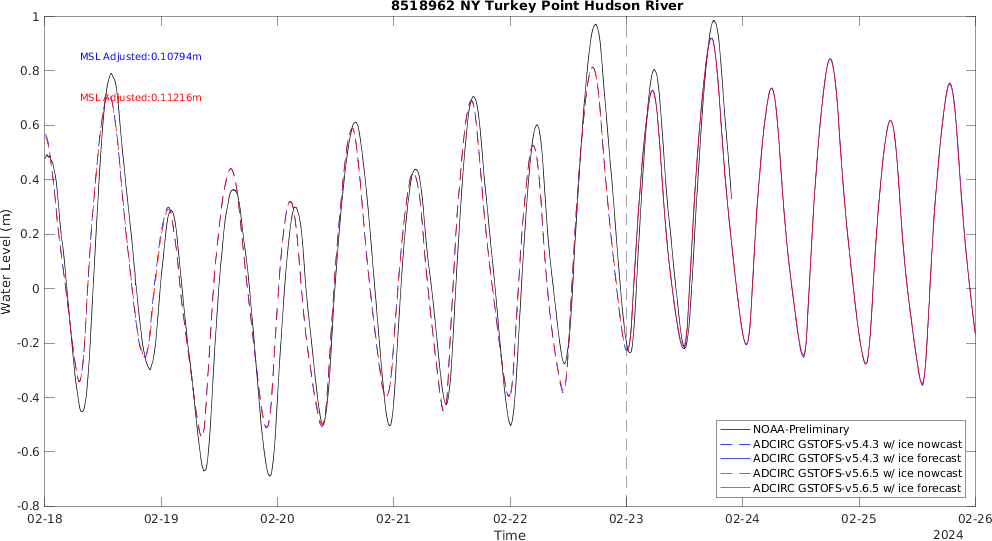 8518962 NY Turkey Point Hudson River
MSL Adjusted:0.10794m
MSL Adjusted:0.11216m
Water Level (m)
1
0.8
0.6
0.4
0.2
0
-0.2
-0.4
-0.6
-0.8
NOAA-Preliminary
ADCIRC GSTOFS-v5.4.3 w/ ice nowcast
ADCIRC GSTOFS-v5.4.3 w/ ice forecast
ADCIRC GSTOFS-v5.6.5 w/ ice nowcast
ADCIRC GSTOFS-v5.6.5 w/ ice forecast
02-18 02-19 02-20 02-21 02-22 02-23 02-24 02-25 02-26
Time
2024